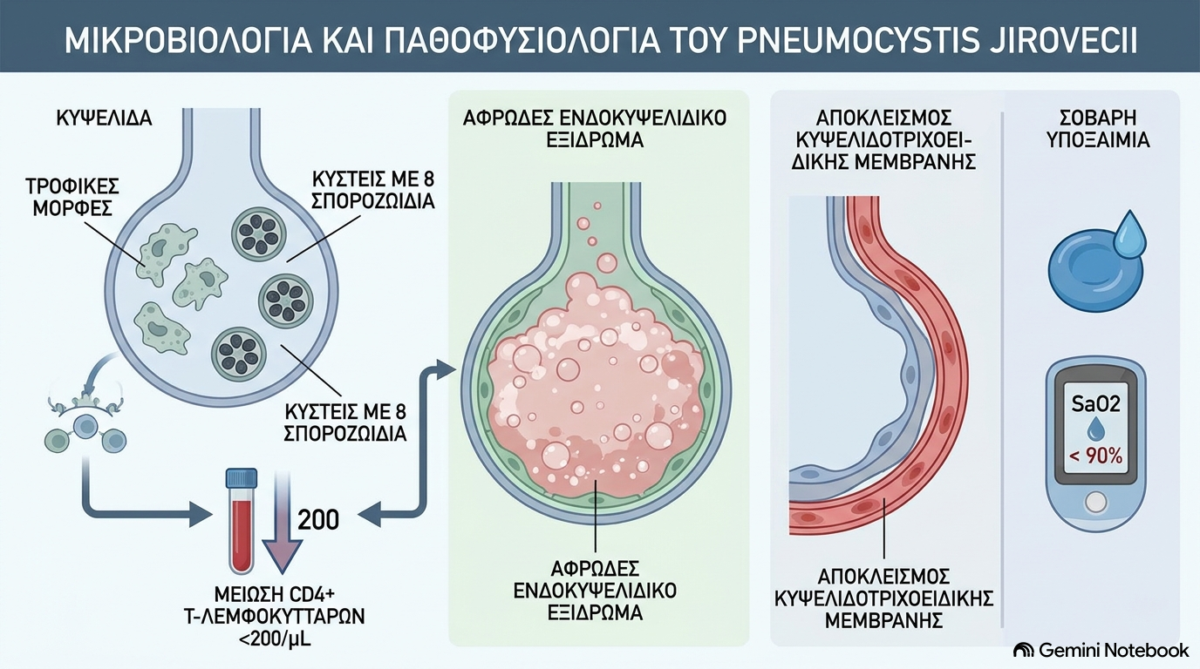 ΜΙΚΡΟΒΙΟΛΟΓΙΑ ΚΑΙ ΠΑΘΟΦΥΣΙΟΛΟΓΙΑ ΤΟΥ PNEUMOCYSTIS JIROVECII
ΚΥΨΕΛΙΔΑ
ΤΡΟΦΙΚΕΣ
ΜΟΡΦΕΣ
ΚΥΣΤΕΙΣ ΜΕ 8
ΣΠΟΡΟΖΩΙΔΙΑ
ΚΥΣΤΕΙΣ ΜΕ 8
ΣΠΟΡΟΖΩΙΔΙΑ
200
ΜΕΙΩΣΗ CD4+
Τ-ΛΕΜΦΟΚΥΤΤΑΡΩΝ
<200/μL
ΑΦΡΩΔΕΣ ΕΝΔΟΚΥΨΕΛΙΔΙΚΟ
ΕΞΙΔΡΩΜΑ
ΑΦΡΩΔΕΣ
ΕΝΔΟΚΥΨΕΛΙΔΙΚΟ
ΕΞΙΔΡΩΜΑ
ΑΠΟΚΛΕΙΣΜΟΣ
ΚΥΨΕΛΙΔΟΤΡΙΧΟΕΙ-
ΔΙΚΗΣ ΜΕΜΒΡΑΝΗΣ
ΑΠΟΚΛΕΙΣΜΟΣ
ΚΥΨΕΛΙΔΟΤΡΙΧΟΕΙΔΙΚΗΣ
ΜΕΜΒΡΑΝΗΣ
ΣΟΒΑΡΗ
ΥΠΟΞΑΙΜΙΑ
SaO2
< 90%
Gemini Notebook